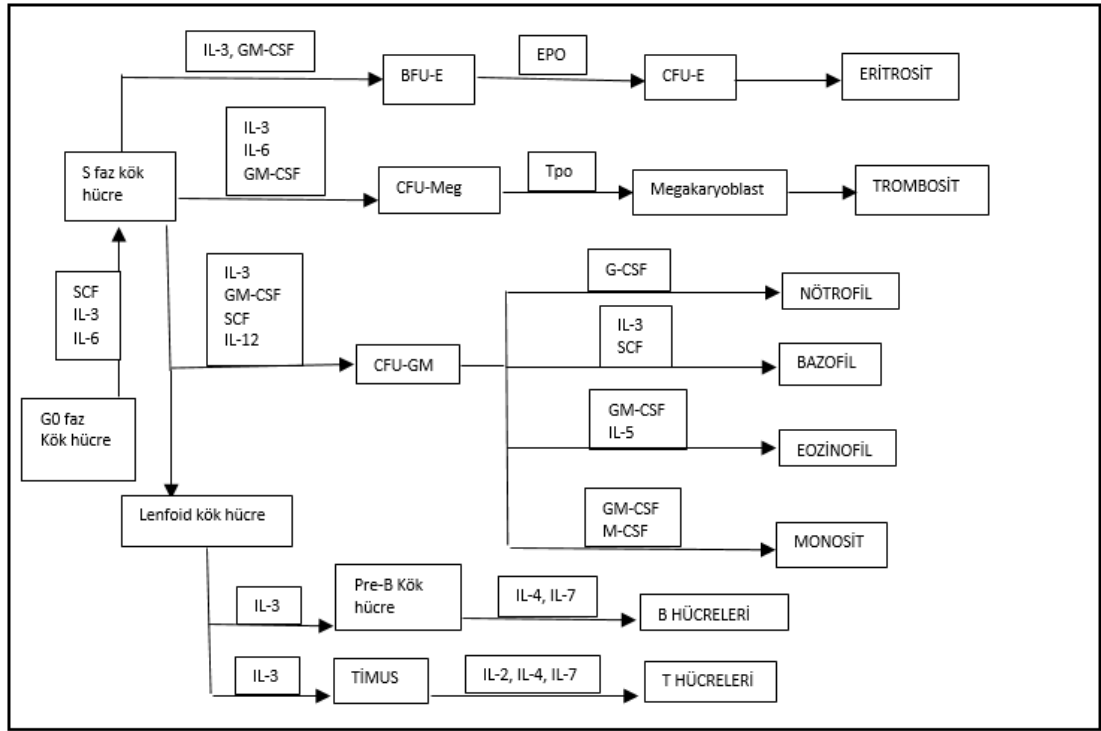 IL-3, GM-CSF
EPO
BFU-E
CFU-E
ERİTROSİT
IL-3
IL-6
GM-CSF
S faz kök
hücre
CFU-Meg
Tpo
Megakaryoblast
TROMBOSİT
SCF
IL-3
IL-6
IL-3
GM-CSF
SCF
IL-12
CFU-GM
G-CSF
NÖTROFİL
IL-3
SCF
BAZOFİL
G0 faz
Kök hücre
GM-CSF
IL-5
EOZİNOFİL
Lenfoid kök hücre
GM-CSF
M-CSF
MONOSİT
IL-3
Pre-B Kök
hücre
IL-4, IL-7
B HÜCRELERİ
IL-3
TİMUS
IL-2, IL-4, IL-7
T HÜCRELERİ